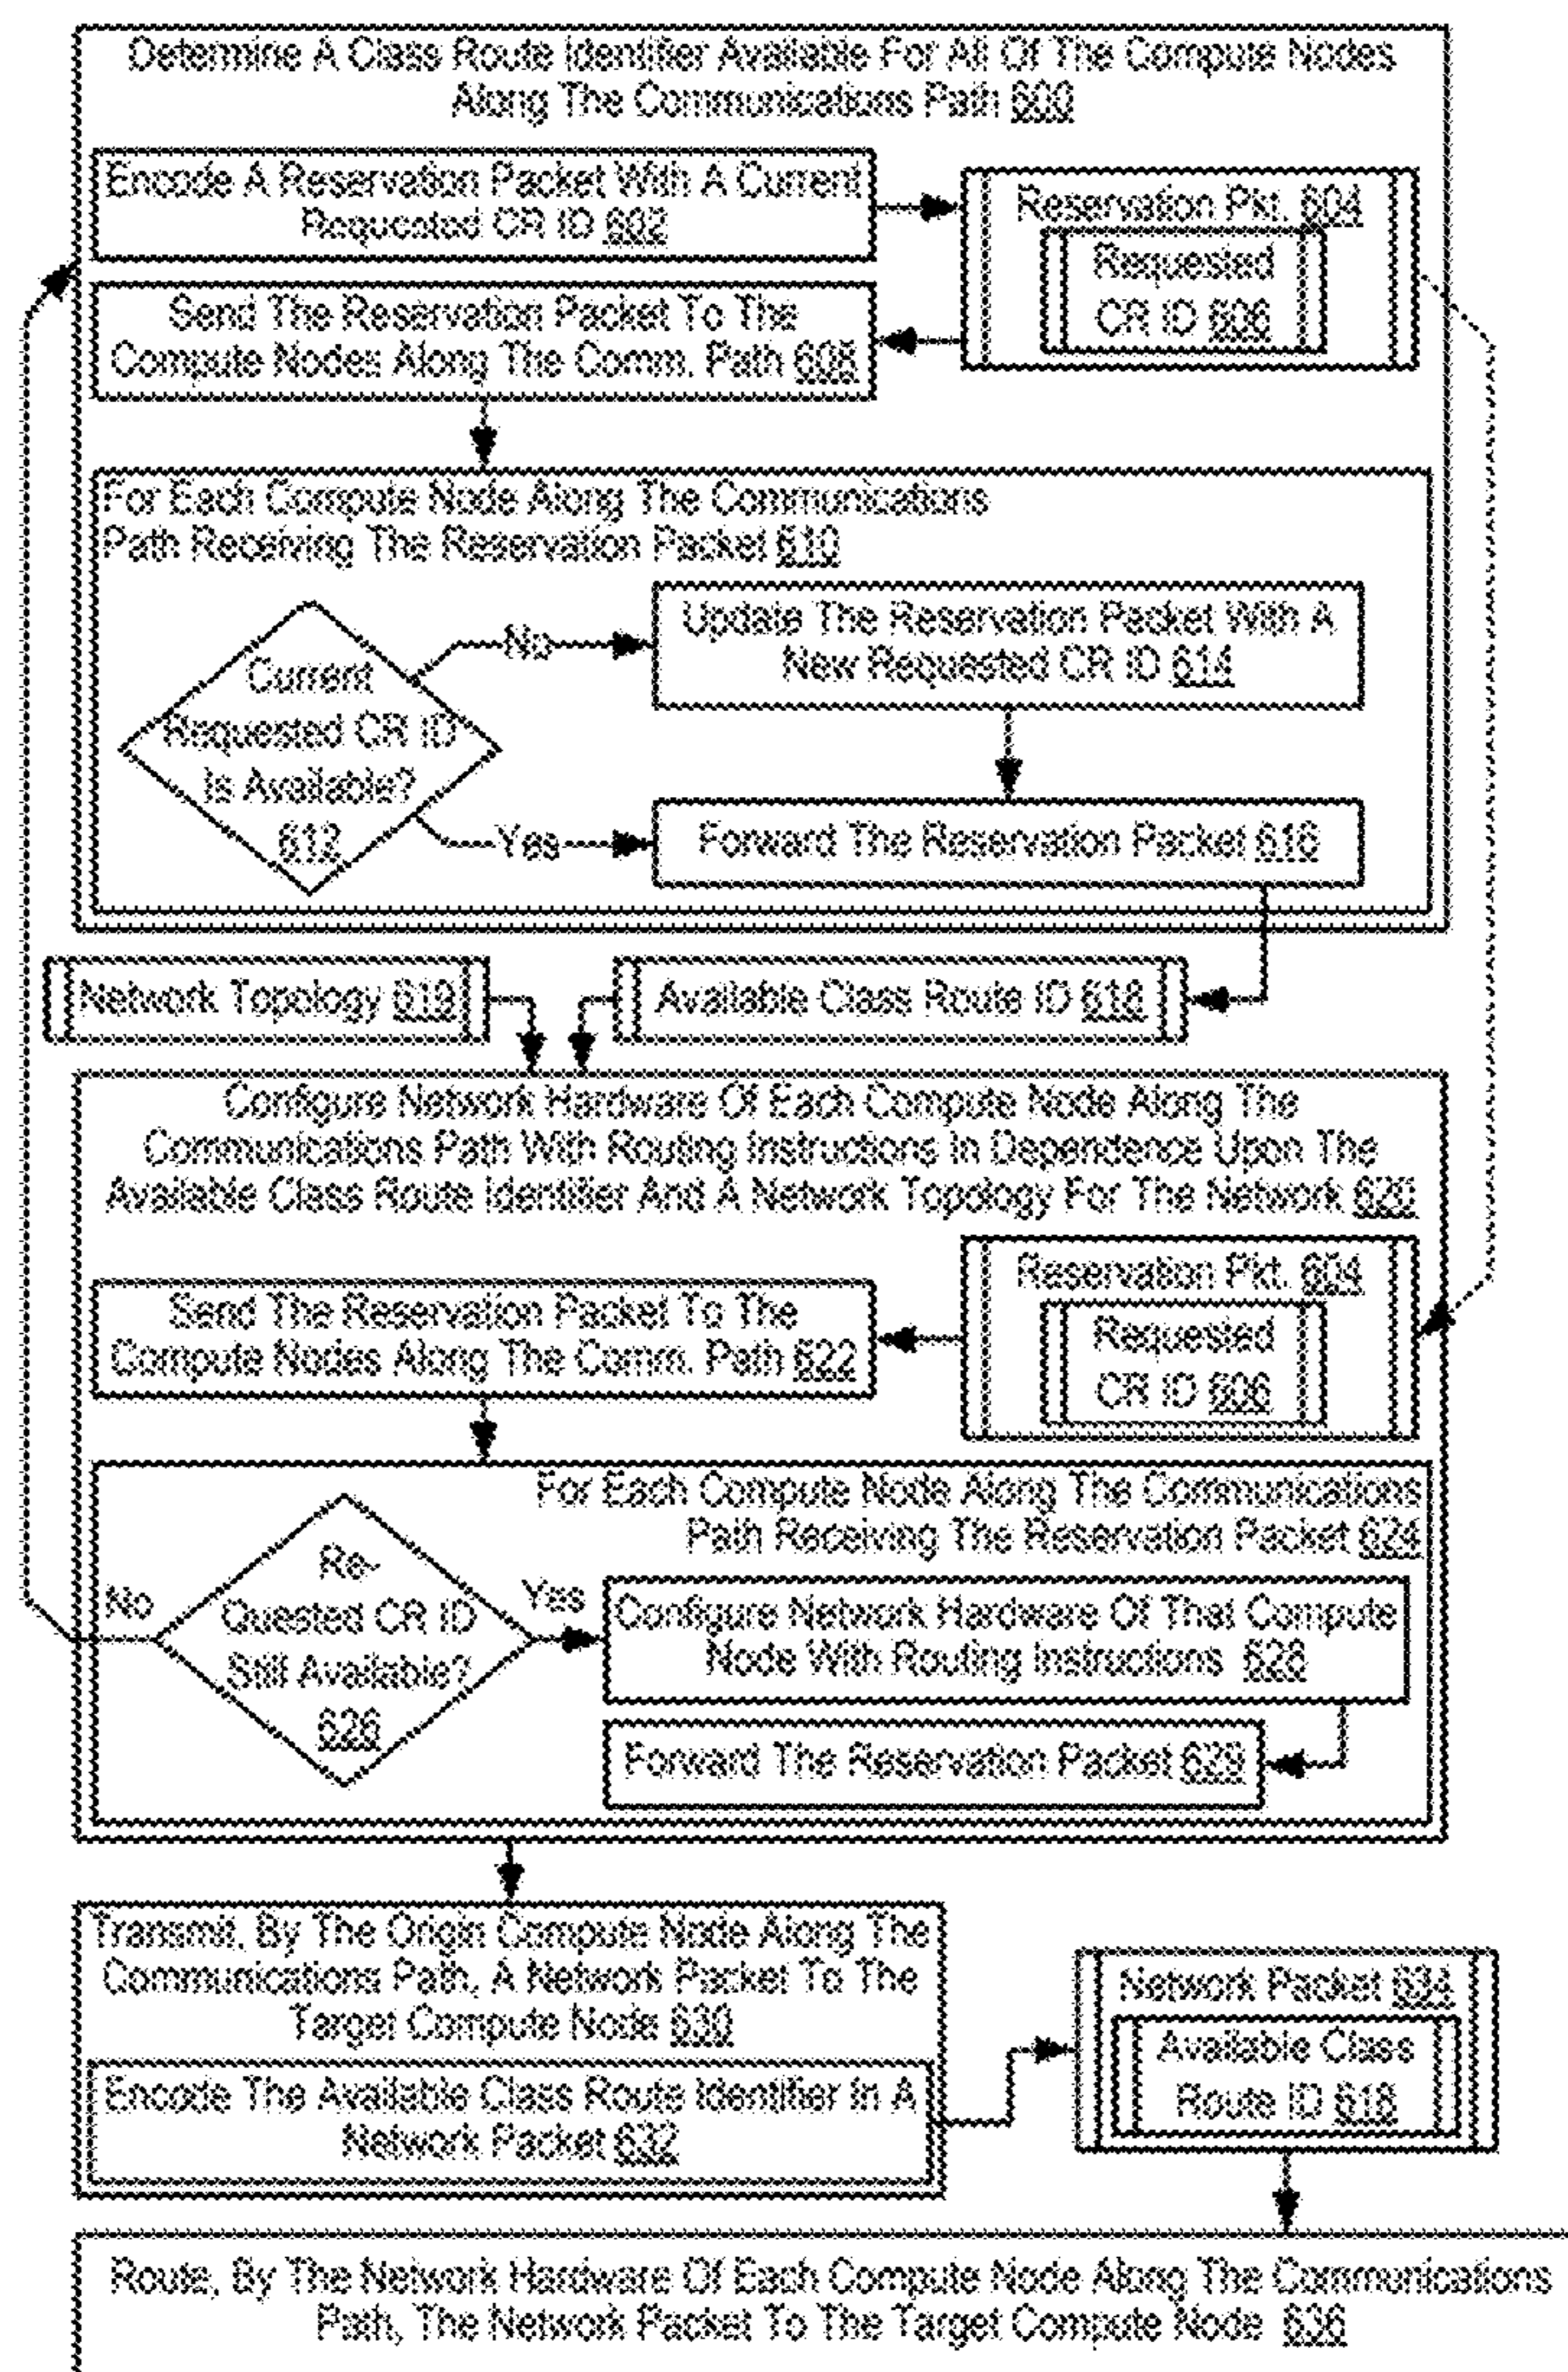 Determine A Class Route Identifier Available For All Of The Compute Nodes
Along The Communications Path 600
Encode A Reservation Packet With A Current
Requested CR ID 602
Reservation Pkt. 604
Requested
CR ID 606
Send The Reservation Packet To The
Compute Nodes Along The Comm. Path 608
For Each Compute Node Along The Communications
Path Receiving The Reservation Packet 610
Current
Requested CR ID
Is Available?
612
No
Update The Reservation Packet With A
New Requested CR ID 614
Yes
Forward The Reservation Packet 616
Network Topology 619
Available Class Route ID 618
Configure Network Hardware Of Each Compute Node Along The
Communications Path With Routing Instructions In Dependence Upon The
Available Class Route Identifier And A Network Topology For The Network 620
Reservation Pkt. 604
Requested
CR ID 606
Send The Reservation Packet To The
Compute Nodes Along The Comm. Path 622
For Each Compute Node Along The Communications
Path Receiving The Reservation Packet 624
No
Re-
Quested CR ID
Still Available?
626
Yes
Configure Network Hardware Of That Compute
Node With Routing Instructions 628
Forward The Reservation Packet 629
Transmit, By The Origin Compute Node Along The
Communications Path, A Network Packet To The
Target Compute Node 630
Encode The Available Class Route Identifier In A
Network Packet 632
Network Packet 634
Available Class
Route ID 618
Route, By The Network Hardware Of Each Compute Node Along The Communications
Path, The Network Packet To The Target Compute Node 636